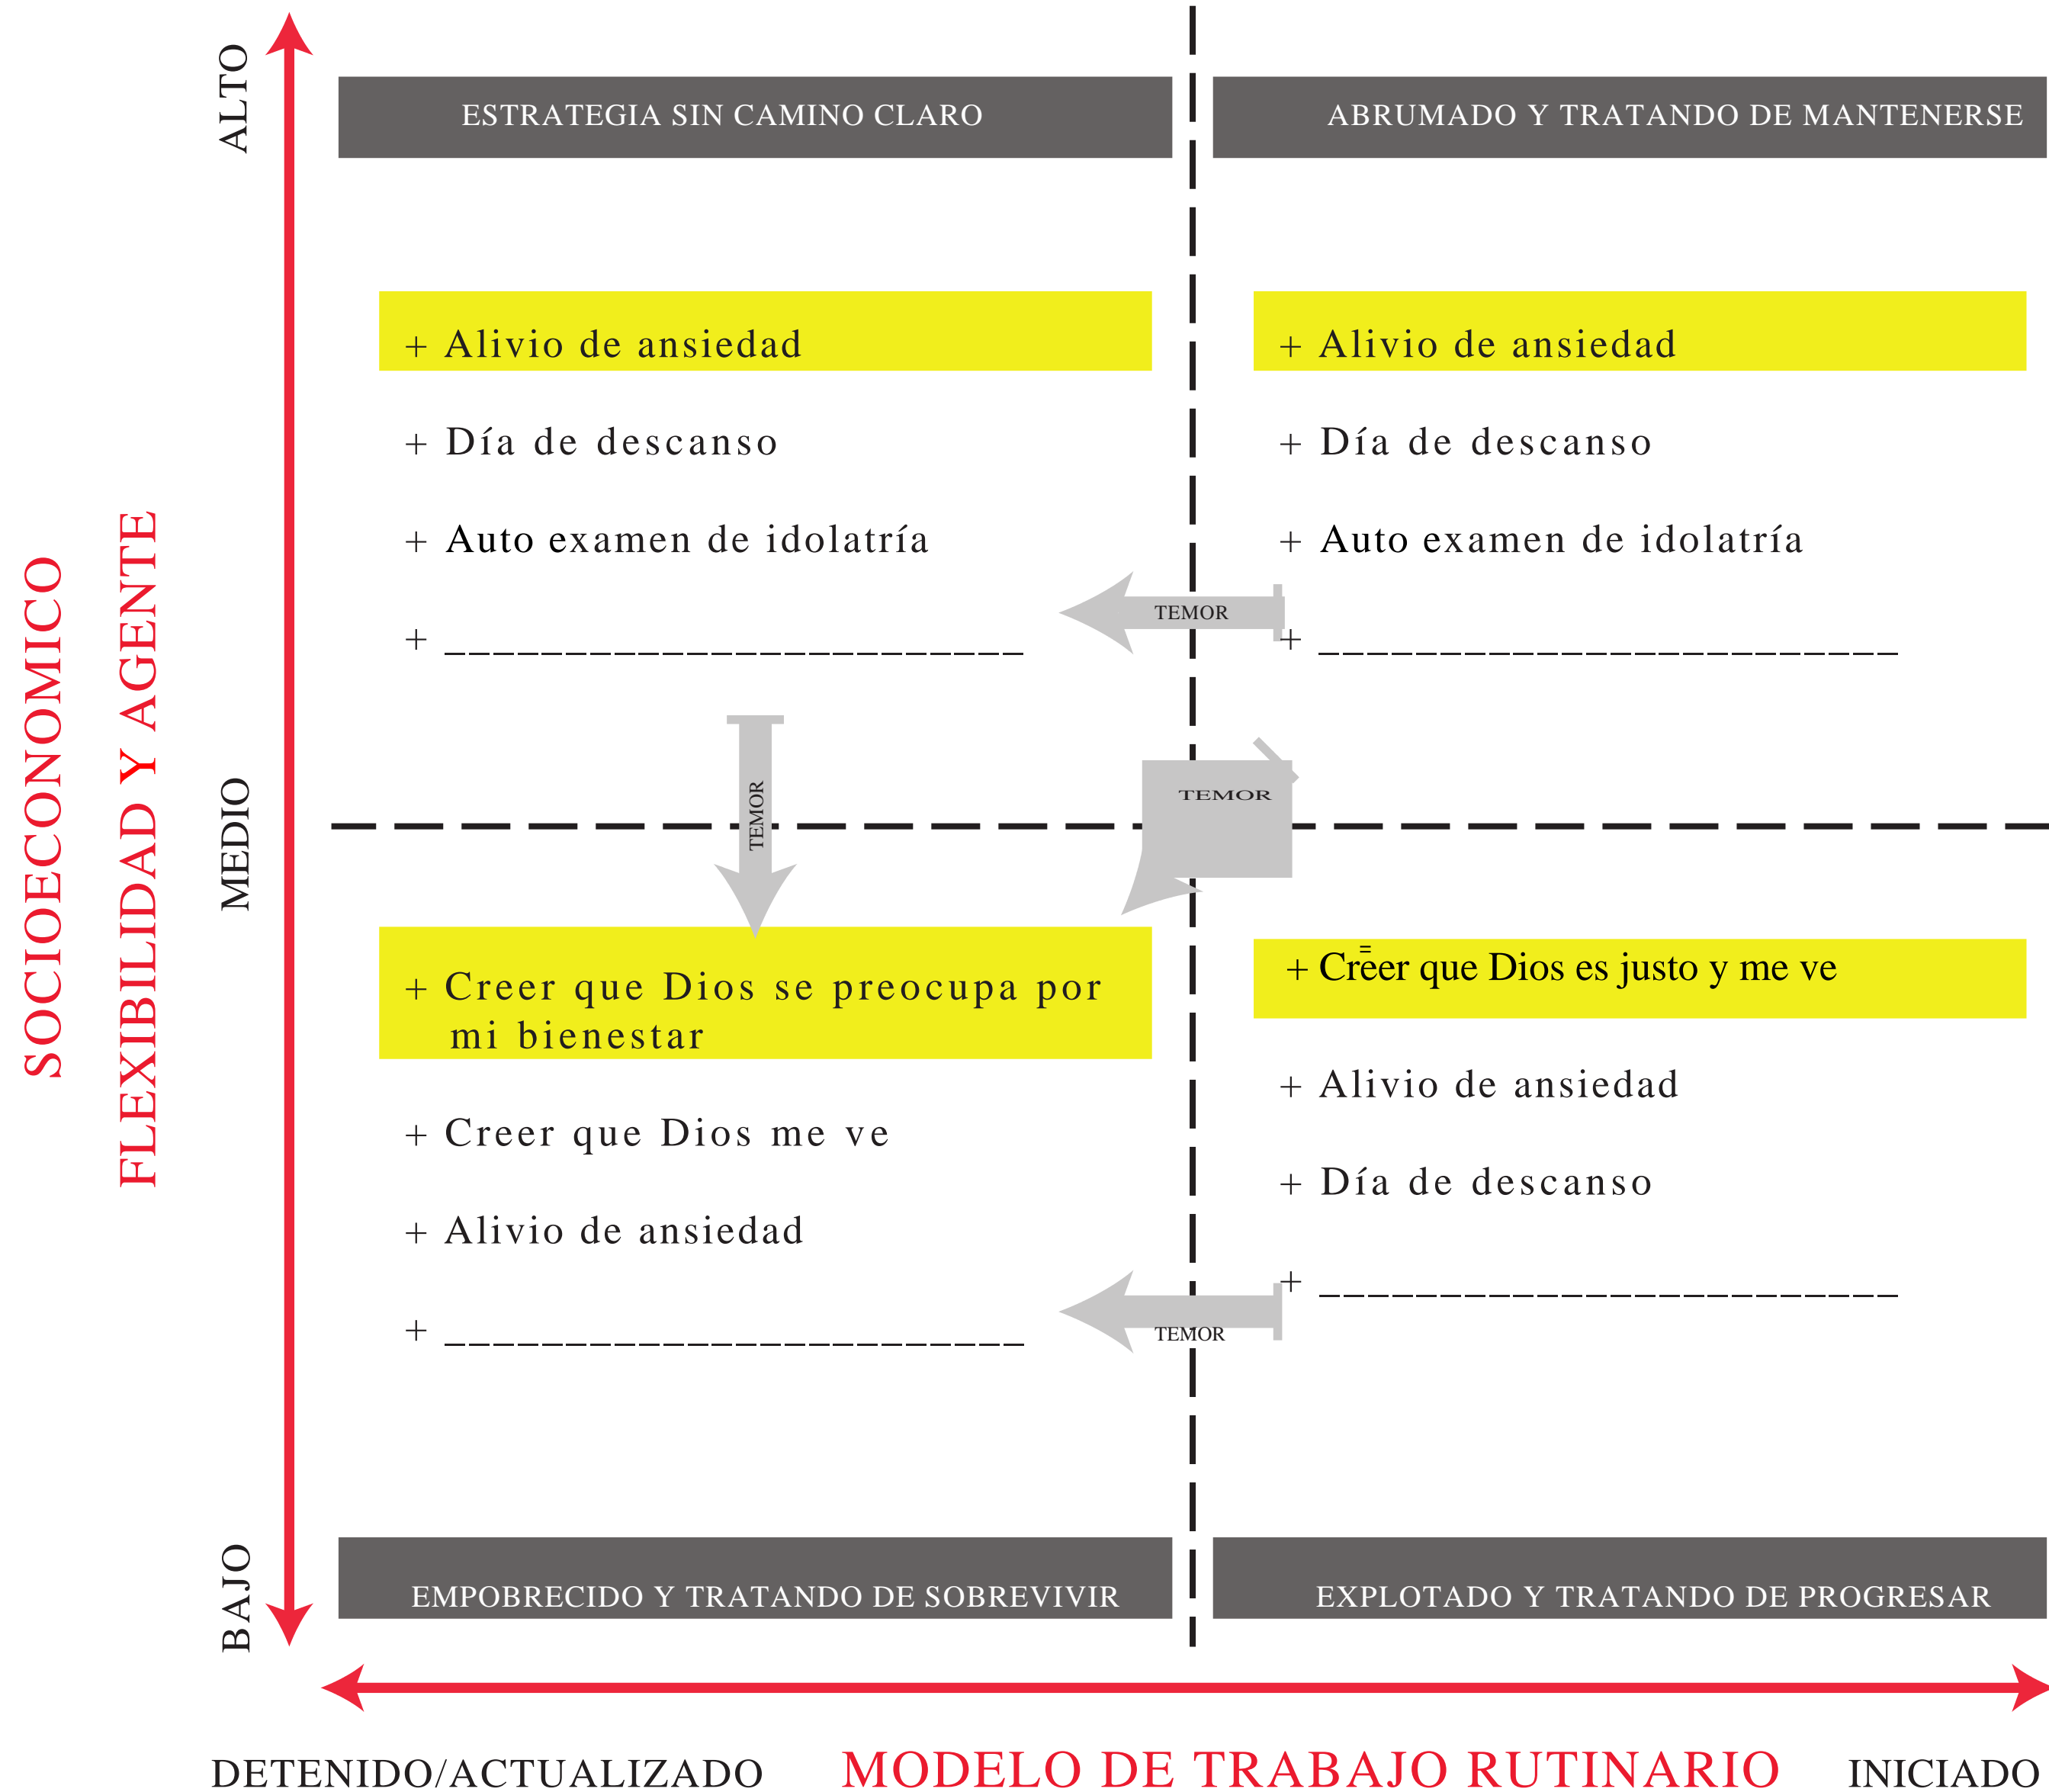 ALTO
ESTRATEGIA SIN CAMINO CLARO
ABRUMADO Y TRATANDO DE MANTENERSE
+ Alivio de ansiedad
+ Día de descanso
+ Auto examen de idolatría
+ ________________________
+ Alivio de ansiedad
+ Día de descanso
+ Auto examen de idolatría
+ ________________________
TEMOR
SOCIOECONOMICO
FLEXIBILIDAD Y AGENTE
MEDIO
TEMOR
TEMOR
+ Creer que Dios se preocupa por
mi bienestar
+ Creer que Dios me ve
+ Alivio de ansiedad
+ ________________________
+ Creer que Dios es justo y me ve
+ Alivio de ansiedad
+ Día de descanso
+ ________________________
TEMOR
BAJO
EMPOBRECIDO Y TRATANDO DE SOBREVIVIR
EXPLOTADO Y TRATANDO DE PROGRESAR
DETENIDO/ACTUALIZADO
MODELO DE TRABAJO RUTINARIO
INICIADO